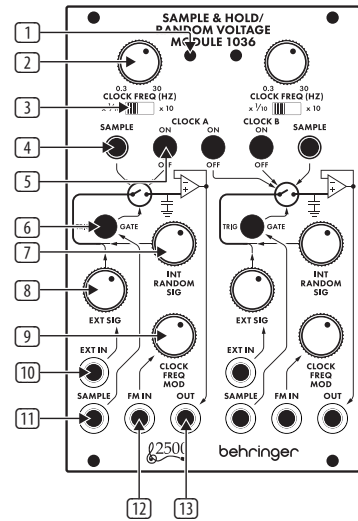 SAMPLE & HOLD/
RANDOM VOLTAGE
MODULE 1036
1
2
0.3 30 0.3 30
CLOCK FREQ (HZ) CLOCK FREQ (HZ)
3 x 1/10 x 10 x 1/10 x 10
CLOCK A CLOCK B
SAMPLE ON ON SAMPLE
4
5 OFF OFF OFF
6 TRIG GATE TRIG GATE
7
INT INT
RANDOM RANDOM
SIG SIG
8
EXT SIG EXT SIG
9
EXT IN CLOCK EXT IN CLOCK
FREQ FREQ
MOD MOD
10
SAMPLE FM IN OUT SAMPLE FM IN OUT
11
2500 behringer
12 13